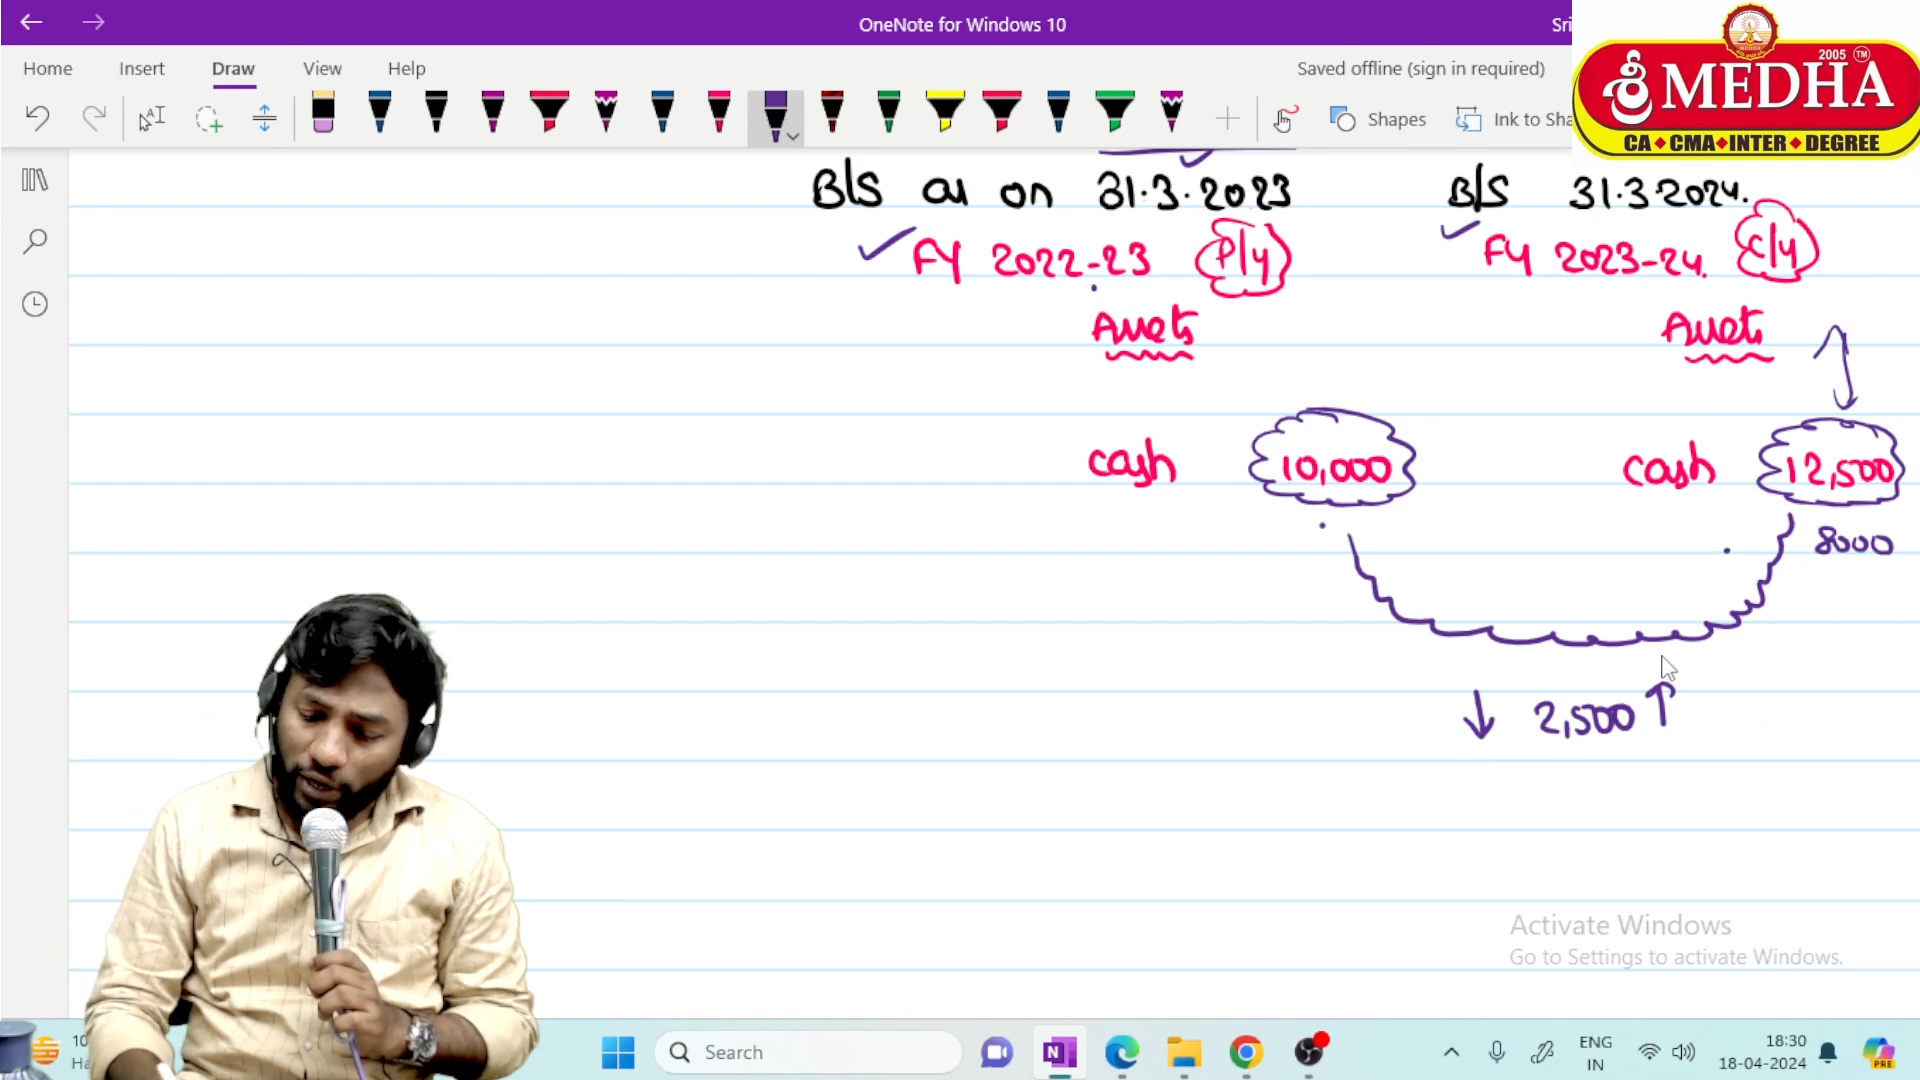 OneNote for Windows 10
Home Insert Draw View Help
Saved offline (sign in required)
Shapes
Ink to Sha
2005 TM
MEDHA
CA CMA INTER DEGREE
B/S as on 31.3.2023
B/S 31.3.2024.
FY 2022-23 P/y
FY 2023-24. C/y
Assets
Assets
cash 10,000
cash 12,500
8000
↓ 2,500 ↑
Activate Windows
Go to Settings to activate Windows.
Search
ENG
IN
18:30
18-04-2024
PRE